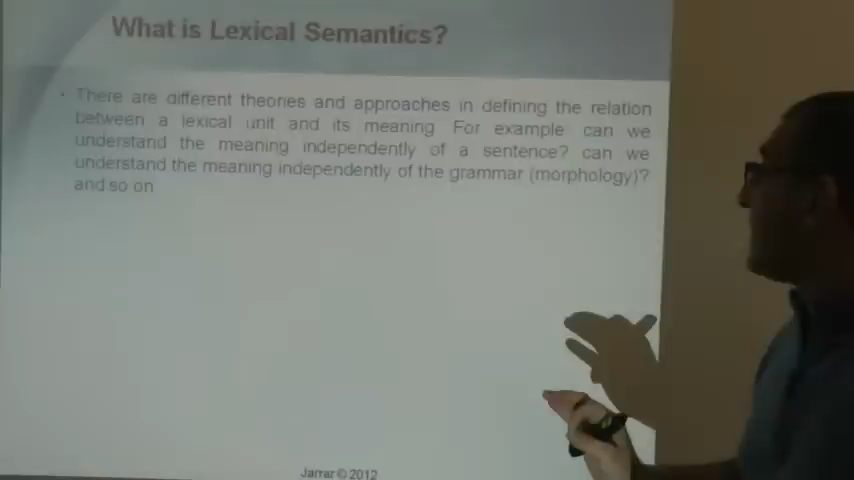 What is Lexical Semantics?
• There are different theories and approaches in defining the relation
between a lexical unit and its meaning For example can we
understand the meaning independently of a sentence? can we
understand the meaning independently of the grammar (morphology)?
and so on
Jarrar © 2012